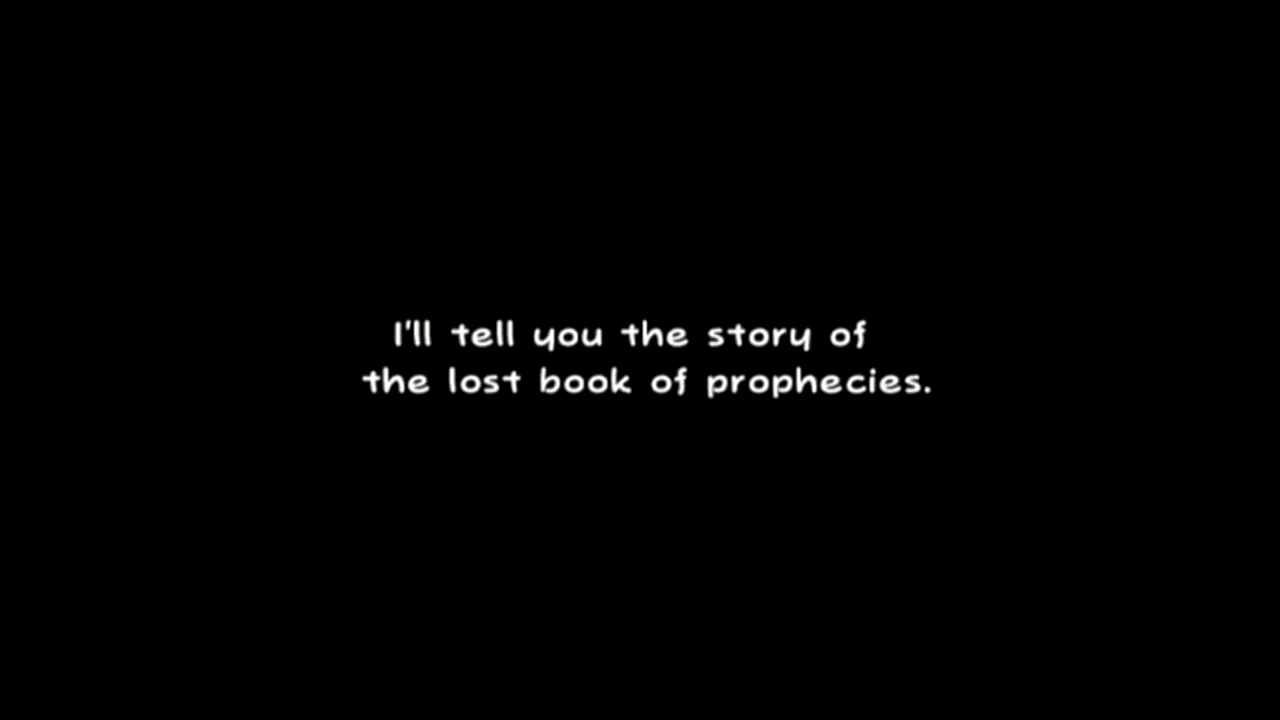 I'll tell you the story of
the lost book of prophecies.